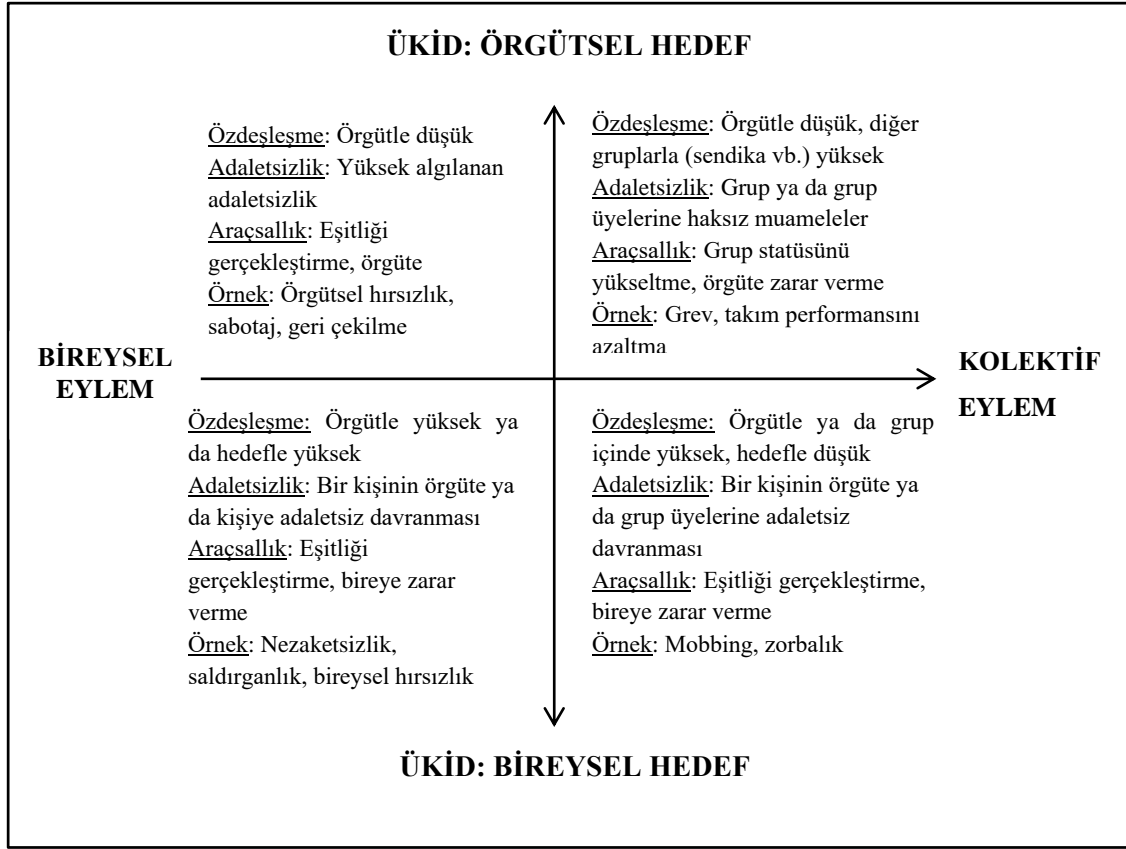 ÜKİD: ÖRGÜTSEL HEDEF
Özdeşleşme: Örgütle düşük
Adaletsizlik: Yüksek algılanan
adaletsizlik
Araçsallık: Eşitliği
gerçekleştirme, örgüte
Örnek: Örgütsel hırsızlık,
sabotaj, geri çekilme
Özdeşleşme: Örgütle düşük, diğer
gruplarla (sendika vb.) yüksek
Adaletsizlik: Grup ya da grup
üyelerine haksız muameleler
Araçsallık: Grup statüsünü
yükseltme, örgüte zarar verme
Örnek: Grev, takım performansını
azaltma
BİREYSEL
EYLEM
KOLEKTİF
EYLEM
Özdeşleşme: Örgütle yüksek ya
da hedefle yüksek
Adaletsizlik: Bir kişinin örgüte ya
da kişiye adaletsiz davranması
Araçsallık: Eşitliği
gerçekleştirme, bireye zarar
verme
Örnek: Nezaketsizlik,
saldırganlık, bireysel hırsızlık
Özdeşleşme: Örgütle ya da grup
içinde yüksek, hedefle düşük
Adaletsizlik: Bir kişinin örgüte ya
da grup üyelerine adaletsiz
davranması
Araçsallık: Eşitliği gerçekleştirme,
bireye zarar verme
Örnek: Mobbing, zorbalık
ÜKİD: BİREYSEL HEDEF